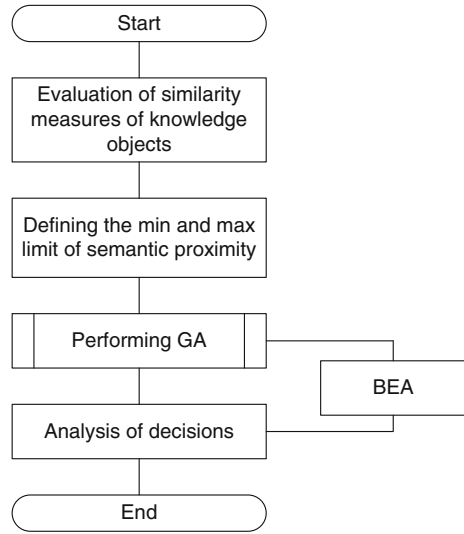 Start
Evaluation of similarity
measures of knowledge
objects
Defining the min and max
limit of semantic proximity
Performing GA
BEA
Analysis of decisions
End